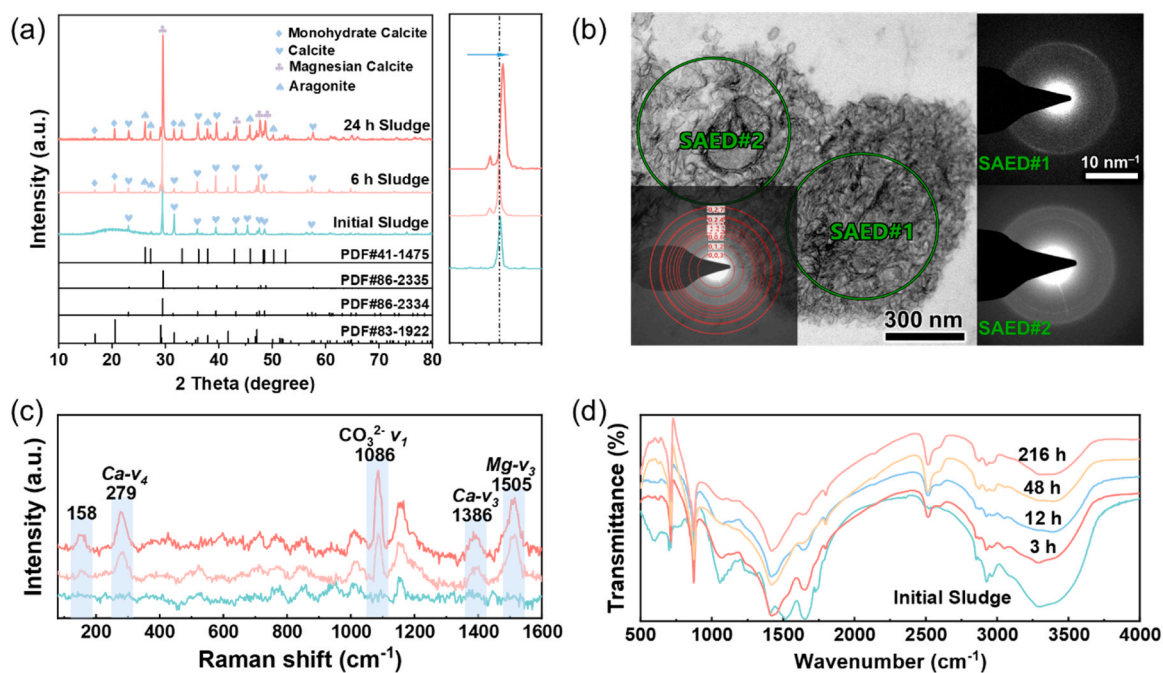 (a)
Monohydrate Calcite
Calcite
Magnesian Calcite
Aragonite
24 h Sludge
6 h Sludge
Initial Sludge
PDF#41-1475
PDF#86-2335
PDF#86-2334
PDF#83-1922
10 20 30 40 50 60 70 80
2 Theta (degree)
Intensity (a.u.)
(b)
SAED#2
SAED#1
300 nm
SAED#1
10 nm⁻¹
SAED#2
(c)
158
Ca-v₄
279
CO₃²⁻ v₁
1086
Ca-v₃
1386
Mg-v₃
1505
200 400 600 800 1000 1200 1400 1600
Raman shift (cm⁻¹)
Intensity (a.u.)
(d)
216 h
48 h
12 h
3 h
Initial Sludge
500 1000 1500 2000 2500 3000 3500 4000
Wavenumber (cm⁻¹)
Transmittance (%)